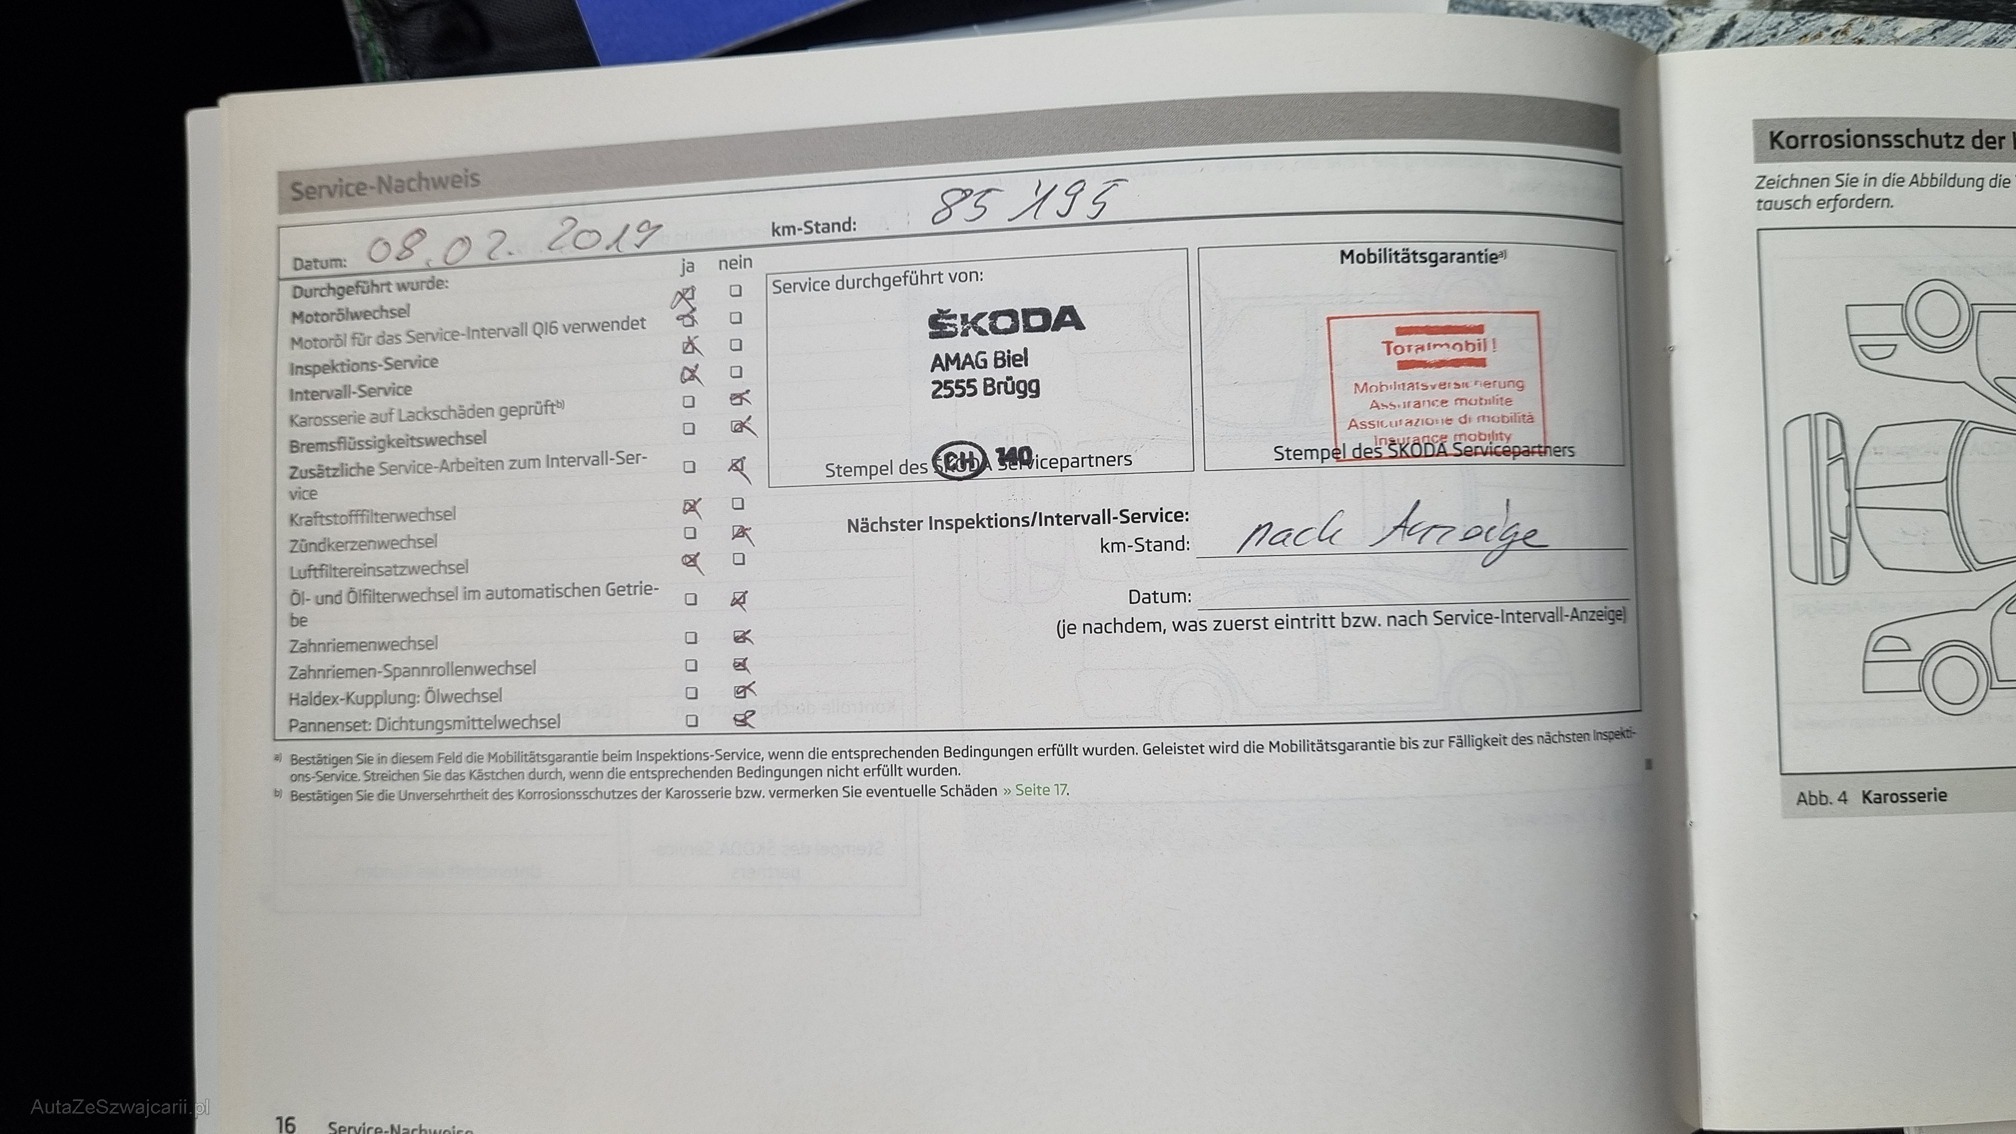 Service-Nachweis
Datum: 08.02.2019
km-Stand: 85 195
Durchgeführt wurde:
ja nein
Motorölwechsel
Motoröl für das Service-Intervall QI6 verwendet
Inspektions-Service
Intervall-Service
Karosserie auf Lackschäden geprüft b)
Bremsflüssigkeitswechsel
Zusätzliche Service-Arbeiten zum Intervall-Ser-
vice
Kraftstofffilterwechsel
Zündkerzenwechsel
Luftfiltereinsatzwechsel
Öl- und Ölfilterwechsel im automatischen Getrie-
be
Zahnriemenwechsel
Zahnriemen-Spannrollenwechsel
Haldex-Kupplung: Ölwechsel
Pannenset: Dichtungsmittelwechsel
Service durchgeführt von:
ŠKODA
AMAG Biel
2555 Brügg
CH 140
Stempel des ŠKODA Servicepartners
Mobilitätsgarantie a)
Totalmobil!
Mobilitätsversicherung
Assurance mobilité
Assicurazione di mobilità
Insurance mobility
Stempel des ŠKODA Servicepartners
Nächster Inspektions/Intervall-Service:
km-Stand: nach Anzeige
Datum:
(je nachdem, was zuerst eintritt bzw. nach Service-Intervall-Anzeige)
a) Bestätigen Sie in diesem Feld die Mobilitätsgarantie beim Inspektions-Service, wenn die entsprechenden Bedingungen erfüllt wurden. Geleistet wird die Mobilitätsgarantie bis zur Fälligkeit des nächsten Inspekti-
ons-Service. Streichen Sie das Kästchen durch, wenn die entsprechenden Bedingungen nicht erfüllt wurden.
b) Bestätigen Sie die Unversehrtheit des Korrosionsschutzes der Karosserie bzw. vermerken Sie eventuelle Schäden » Seite 17.
16 Service-Nachweise
Korrosionsschutz der
Zeichnen Sie in die Abbildung die
tausch erfordern.
Abb. 4 Karosserie
AutaZeSzwajcarii.pl